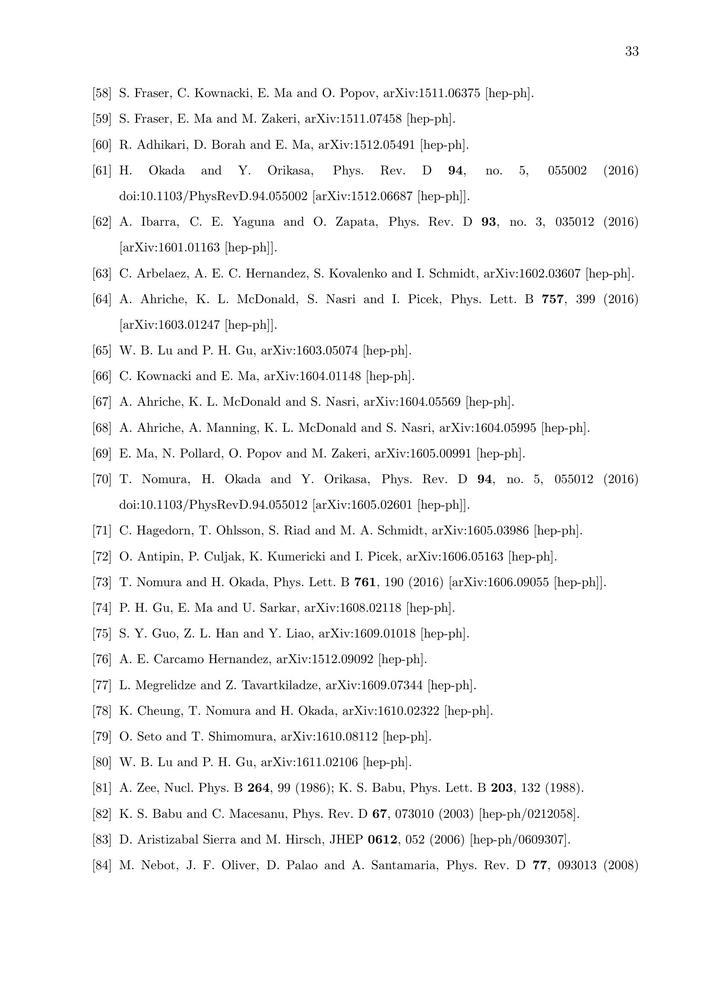 33
[58] S. Fraser, C. Kownacki, E. Ma and O. Popov, arXiv:1511.06375 [hep-ph].
[59] S. Fraser, E. Ma and M. Zakeri, arXiv:1511.07458 [hep-ph].
[60] R. Adhikari, D. Borah and E. Ma, arXiv:1512.05491 [hep-ph].
[61] H. Okada and Y. Orikasa, Phys. Rev. D 94, no. 5, 055002 (2016)
doi:10.1103/PhysRevD.94.055002 [arXiv:1512.06687 [hep-ph]].
[62] A. Ibarra, C. E. Yaguna and O. Zapata, Phys. Rev. D 93, no. 3, 035012 (2016)
[arXiv:1601.01163 [hep-ph]].
[63] C. Arbelaez, A. E. C. Hernandez, S. Kovalenko and I. Schmidt, arXiv:1602.03607 [hep-ph].
[64] A. Ahriche, K. L. McDonald, S. Nasri and I. Picek, Phys. Lett. B 757, 399 (2016)
[arXiv:1603.01247 [hep-ph]].
[65] W. B. Lu and P. H. Gu, arXiv:1603.05074 [hep-ph].
[66] C. Kownacki and E. Ma, arXiv:1604.01148 [hep-ph].
[67] A. Ahriche, K. L. McDonald and S. Nasri, arXiv:1604.05569 [hep-ph].
[68] A. Ahriche, A. Manning, K. L. McDonald and S. Nasri, arXiv:1604.05995 [hep-ph].
[69] E. Ma, N. Pollard, O. Popov and M. Zakeri, arXiv:1605.00991 [hep-ph].
[70] T. Nomura, H. Okada and Y. Orikasa, Phys. Rev. D 94, no. 5, 055012 (2016)
doi:10.1103/PhysRevD.94.055012 [arXiv:1605.02601 [hep-ph]].
[71] C. Hagedorn, T. Ohlsson, S. Riad and M. A. Schmidt, arXiv:1605.03986 [hep-ph].
[72] O. Antipin, P. Culjak, K. Kumericki and I. Picek, arXiv:1606.05163 [hep-ph].
[73] T. Nomura and H. Okada, Phys. Lett. B 761, 190 (2016) [arXiv:1606.09055 [hep-ph]].
[74] P. H. Gu, E. Ma and U. Sarkar, arXiv:1608.02118 [hep-ph].
[75] S. Y. Guo, Z. L. Han and Y. Liao, arXiv:1609.01018 [hep-ph].
[76] A. E. Carcamo Hernandez, arXiv:1512.09092 [hep-ph].
[77] L. Megrelidze and Z. Tavartkiladze, arXiv:1609.07344 [hep-ph].
[78] K. Cheung, T. Nomura and H. Okada, arXiv:1610.02322 [hep-ph].
[79] O. Seto and T. Shimomura, arXiv:1610.08112 [hep-ph].
[80] W. B. Lu and P. H. Gu, arXiv:1611.02106 [hep-ph].
[81] A. Zee, Nucl. Phys. B 264, 99 (1986); K. S. Babu, Phys. Lett. B 203, 132 (1988).
[82] K. S. Babu and C. Macesanu, Phys. Rev. D 67, 073010 (2003) [hep-ph/0212058].
[83] D. Aristizabal Sierra and M. Hirsch, JHEP 0612, 052 (2006) [hep-ph/0609307].
[84] M. Nebot, J. F. Oliver, D. Palao and A. Santamaria, Phys. Rev. D 77, 093013 (2008)